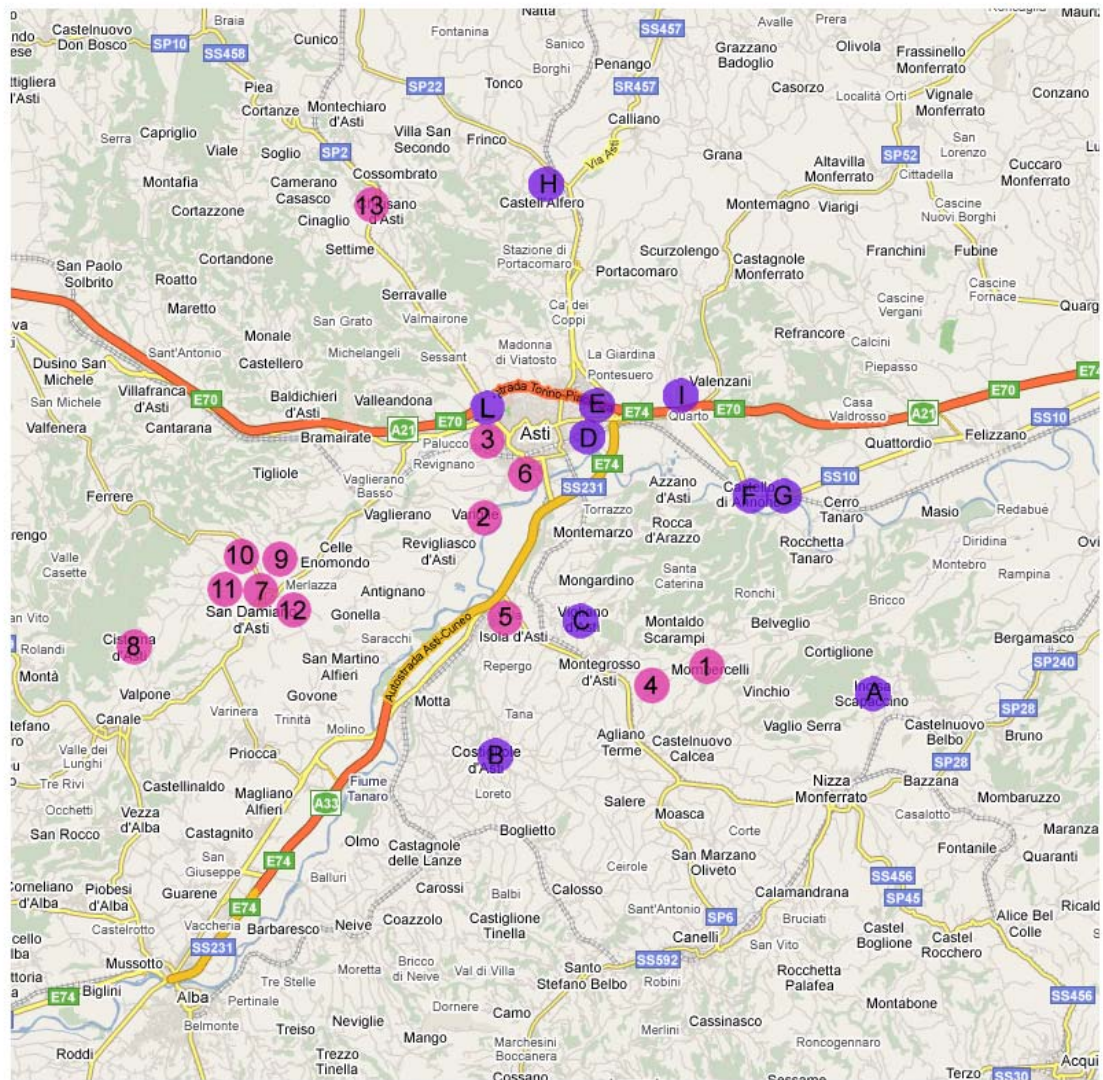 Natta
Braia
Castelnuovo
Don Bosco
SP10
SS458
Cunico
Fontanina
Sanico
Borghi
SS457
Penango
Avalle
Prera
Grazzano
Badoglio
Olivola
Frassinello
Monferrato
Tonco
SR457
Casorzo
Località Orti
Vignale
Monferrato
Conzano
Piea
SP22
Cortanze
Montechiaro
d'Asti
Calliano
Serra
Capriglio
Viale
Soglio
SP2
Villa San
Secondo
Frinco
Via Asti
Grana
SP52
San
Lorenzo
Cittadella
Cuccaro
Monferrato
Cossombrato
Altavilla
Monferrato
Montafia
Camerano
Casasco
H
Castell'Alfero
Cortazzone
Cinaglio
13
d'Asti
Montemagno
Viarigi
Cascine
Nuovi Borghi
Settime
Stazione di
Portacomaro
Scurzolengo
Franchini
Fubine
San Paolo
Solbrito
Cortandone
Roatto
Portacomaro
Castagnole
Monferrato
Cascine
Fornace
Maretto
Serravalle
Ca' dei
Coppi
Cascine
Vergani
San Grato
Valmairone
Refrancore
Monale
Calcini
Sant'Antonio
Castellero
Michelangeli
Sessant
Madonna
di Viatosto
La Giardina
Pontesuero
Piepasso
Dusino San
Michele
E74
San Michele
Villafranca
d'Asti
E70
Baldichieri
d'Asti
Valleandona
L
E
I
Valenzani
Casa
Valdrosso
E70
Valfenera
Cantarana
E70
E74
Quarto
E70
A21
SS10
Bramairate
A21
Palucco
3
Asti
D
Quattordio
Felizzano
Tigliole
Revignano
6
E74
Ferrere
Vaglierano
Basso
SS231
Azzano
d'Asti
F
G
SS10
Vaglierano
2
Torrazzo
Rocca
d'Arazzo
Cerro
Tanaro
Masio
Redabue
Valle
Casette
10
9
Celle
Enomondo
Revigliasco
d'Asti
Montemarzo
Rocchetta
Tanaro
Diridina
11
7
Merlazza
Antignano
Mongardino
Santa
Caterina
Ronchi
Bettolino
Rampina
San Damiano
d'Asti
12
Gonella
5
C
Bricco
8
Saracchi
Isola d'Asti
Montaldo
Scarampi
Belveglio
Rolandi
Bergamasco
Montà
San Martino
Alfieri
Autostrada Asti-Cuneo
Repergo
Montegrosso
d'Asti
1
Mombercelli
Cortiglione
SP240
Valpone
Govone
4
Vinchio
A
Scapaccino
Varinera
Trinità
Motta
Tana
Vaglio Serra
SP28
Canale
Molino
Castelnuovo
Belbo
Bruno
Valle dei
Lunghi
Priocca
B
d'Asti
Agliano
Terme
Castelnuovo
Calcea
SP28
Tre Rivi
Castellinaldo
Magliano
Alfieri
Fiume
Tanaro
Loreto
Nizza
Monferrato
Bazzana
Occhetti
A33
Salere
Mombaruzzo
San Rocco
Vezza
d'Alba
Castagnito
Moasca
Casalotto
Boglietto
Corte
San
Giuseppe
E74
Olmo
Castagnole
delle Lanze
Fontanile
Guarene
Balluri
Ceirole
San Marzano
Oliveto
Quaranti
Piobesi
d'Alba
Carossi
Balbi
Calosso
SS456
Calamandrana
SP45
E74
Vaccheria
Neive
Coazzolo
Castiglione
Tinella
Sant'Antonio
SP6
Bruciati
Alice Bel
Colle
Castelrotto
SS231
Barbaresco
Canelli
San Vito
Castel
Boglione
Castel
Rocchero
Mussotto
Moretta
Bricco
di Neive
Val di Villa
Santo
Stefano Belbo
SS592
Robini
Rocchetta
Palafea
E74
Biglini
Tre Stelle
SS456
Alba
Pertinale
Dornere
Camo
Montabone
Belmonte
Treiso
Neviglie
Mango
Marchesini
Boccanera
Merlini
Cassinasco
Roncogennaro
Roddi
Trezzo
Tinella
Cossano
Terzo
SS30
Acqui